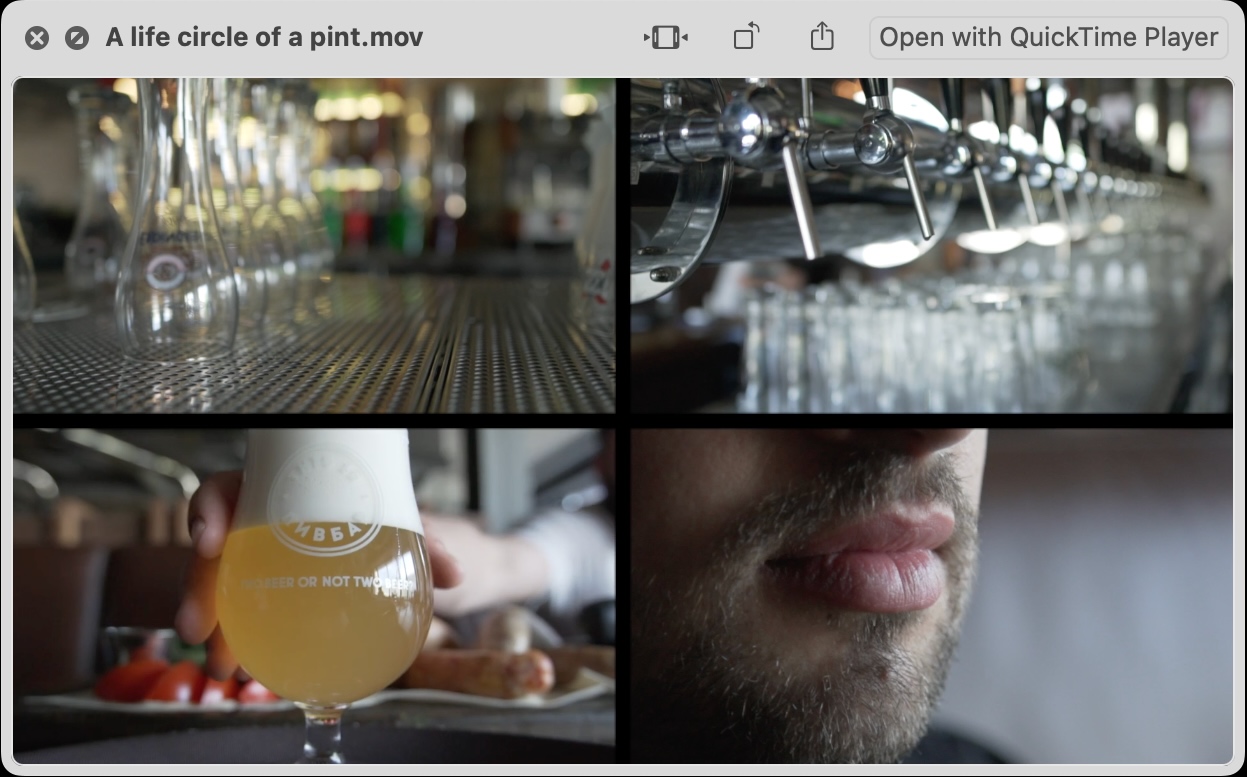 A life circle of a pint.mov
Open with QuickTime Player
ИВБА
TWO BEER OR NOT TWO BEER